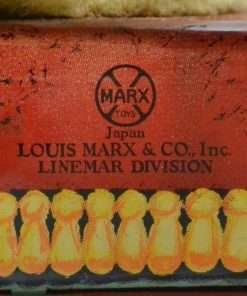 MARX
TOYS
Japan
LOUIS MARX & CO., Inc.
LINEMAR DIVISION